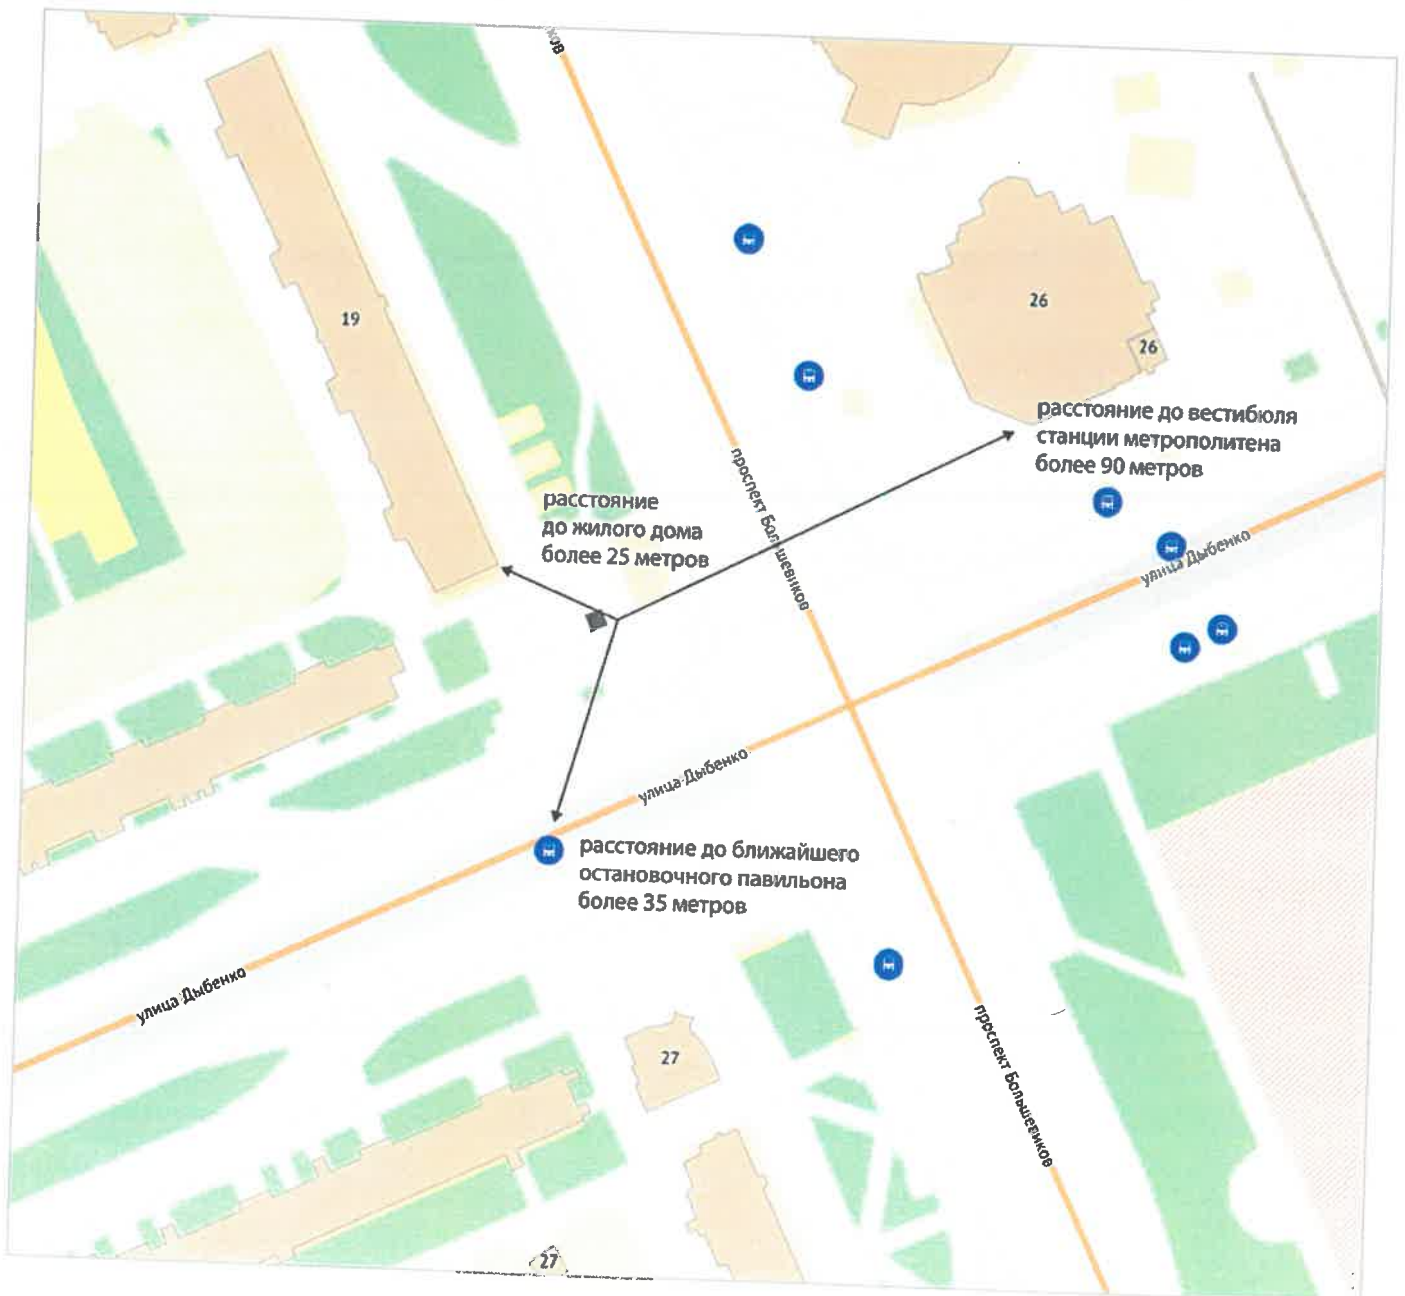 ков
19
26
26
расстояние до вестибюля
станции метрополитена
более 90 метров
проспект Большевиков
расстояние
до жилого дома
более 25 метров
улица Дыбенко
улица Дыбенко
расстояние до ближайшего
остановочного павильона
более 35 метров
улица Дыбенко
проспект Большевиков
27
27